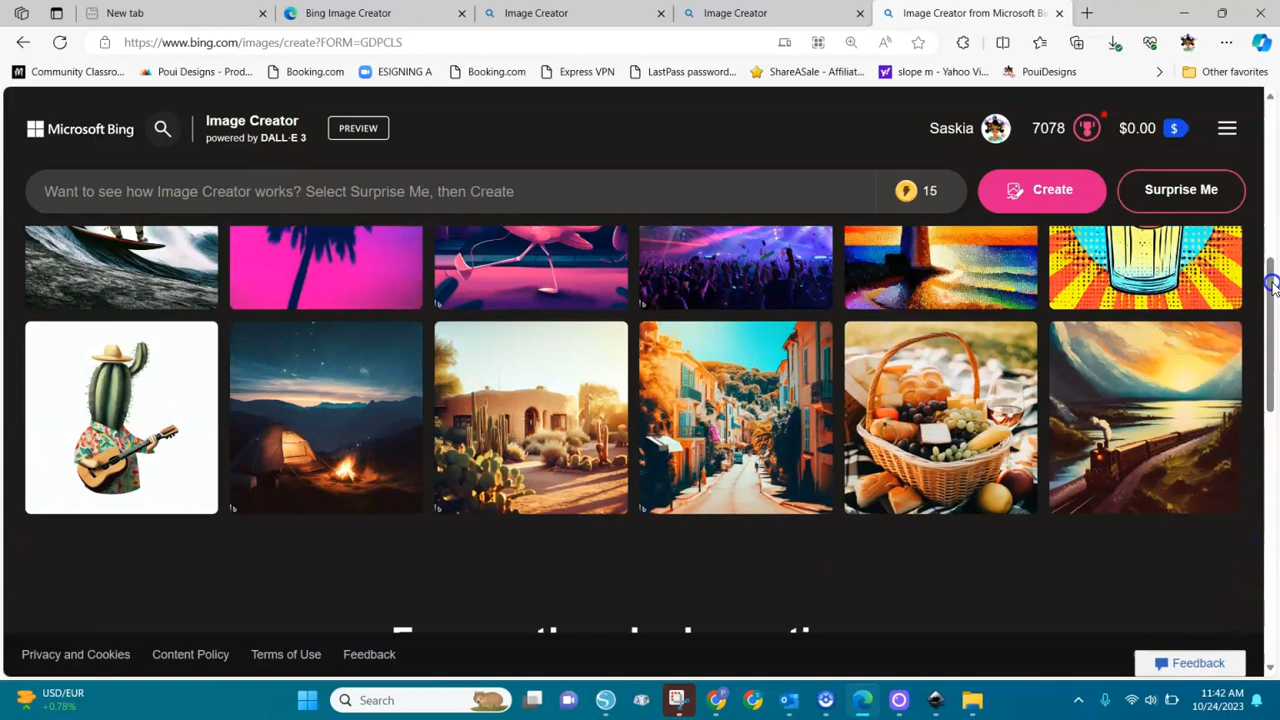 New tab
Bing Image Creator
Image Creator
Image Creator
Image Creator from Microsoft Bi
https://www.bing.com/images/create?FORM=GDPCLS
Community Classro...
Poui Designs - Prod...
Booking.com
ESIGNING A
Booking.com
Express VPN
LastPass password...
ShareASale - Affiliat...
slope m - Yahoo Vi...
PouiDesigns
Other favorites
Microsoft Bing
Image Creator
powered by DALL·E 3
PREVIEW
Saskia
7078
$0.00
$
Want to see how Image Creator works? Select Surprise Me, then Create
15
Create
Surprise Me
Privacy and Cookies
Content Policy
Terms of Use
Feedback
Feedback
USD/EUR
+0.78%
Search
11:42 AM
10/24/2023